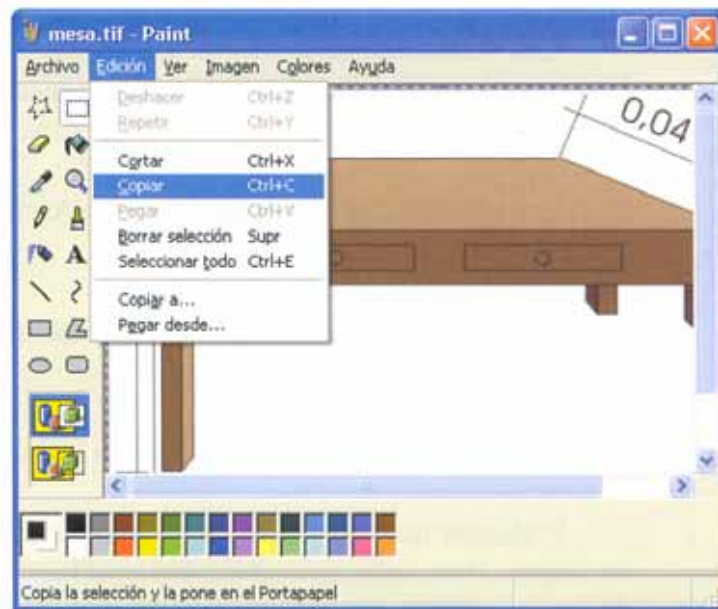 mesa.tif - Paint
Archivo Edición Ver Imagen Colores Ayuda
Deshacer Ctrl+Z
Repetir Ctrl+Y
Cortar Ctrl+X
Copiar Ctrl+C
Pegar Ctrl+V
Borrar selección Supr
Seleccionar todo Ctrl+E
Copiar a...
Pegar desde...
A
0,04
Copia la selección y la pone en el Portapapel